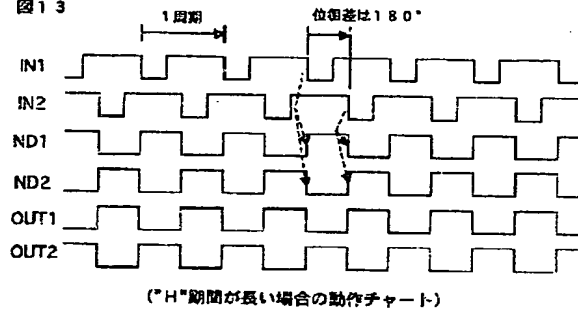 図13
1周期
位相差は180°
IN1
IN2
ND1
ND2
OUT1
OUT2
("H"期間が長い場合の動作チャート)